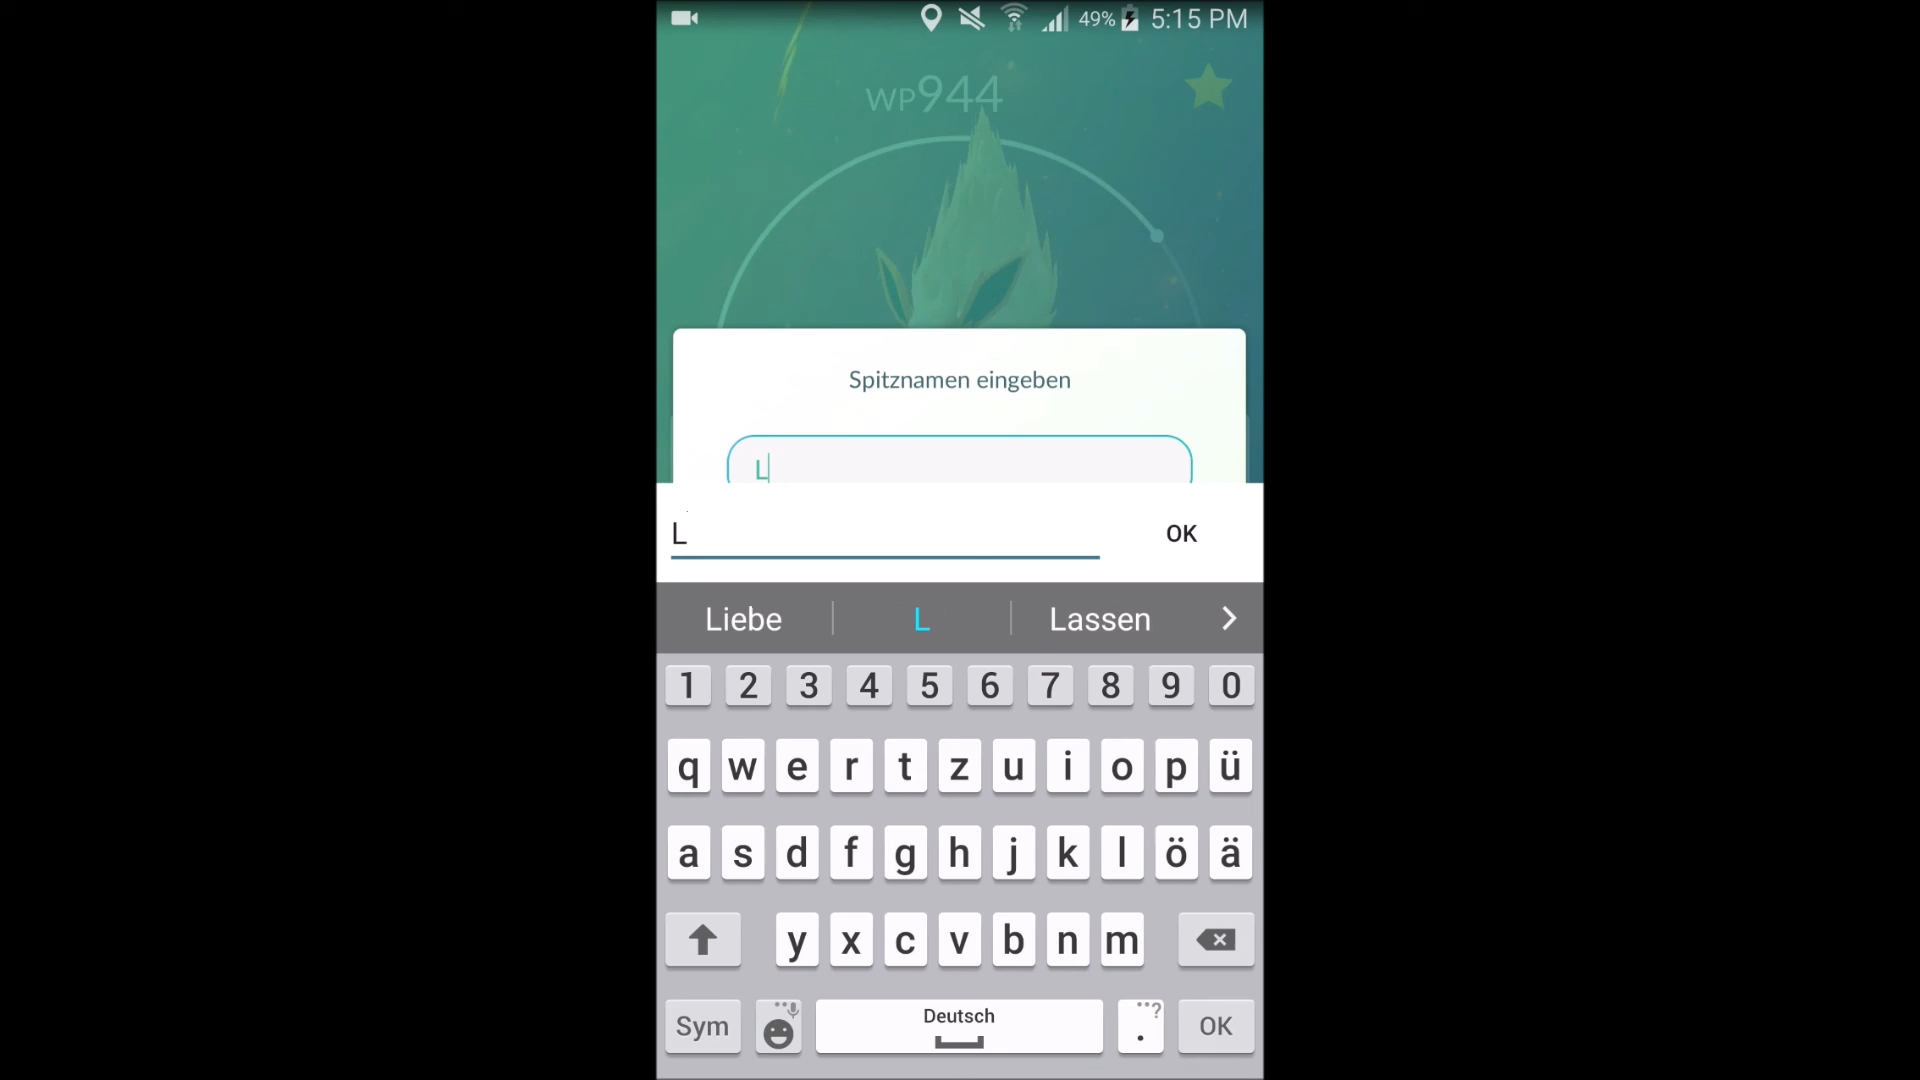 49% 5:15 PM
WP944
Spitznamen eingeben
L
L OK
Liebe L Lassen
1 2 3 4 5 6 7 8 9 0
q w e r t z u i o p ü
a s d f g h j k l ö ä
y x c v b n m
Sym Deutsch . ? OK